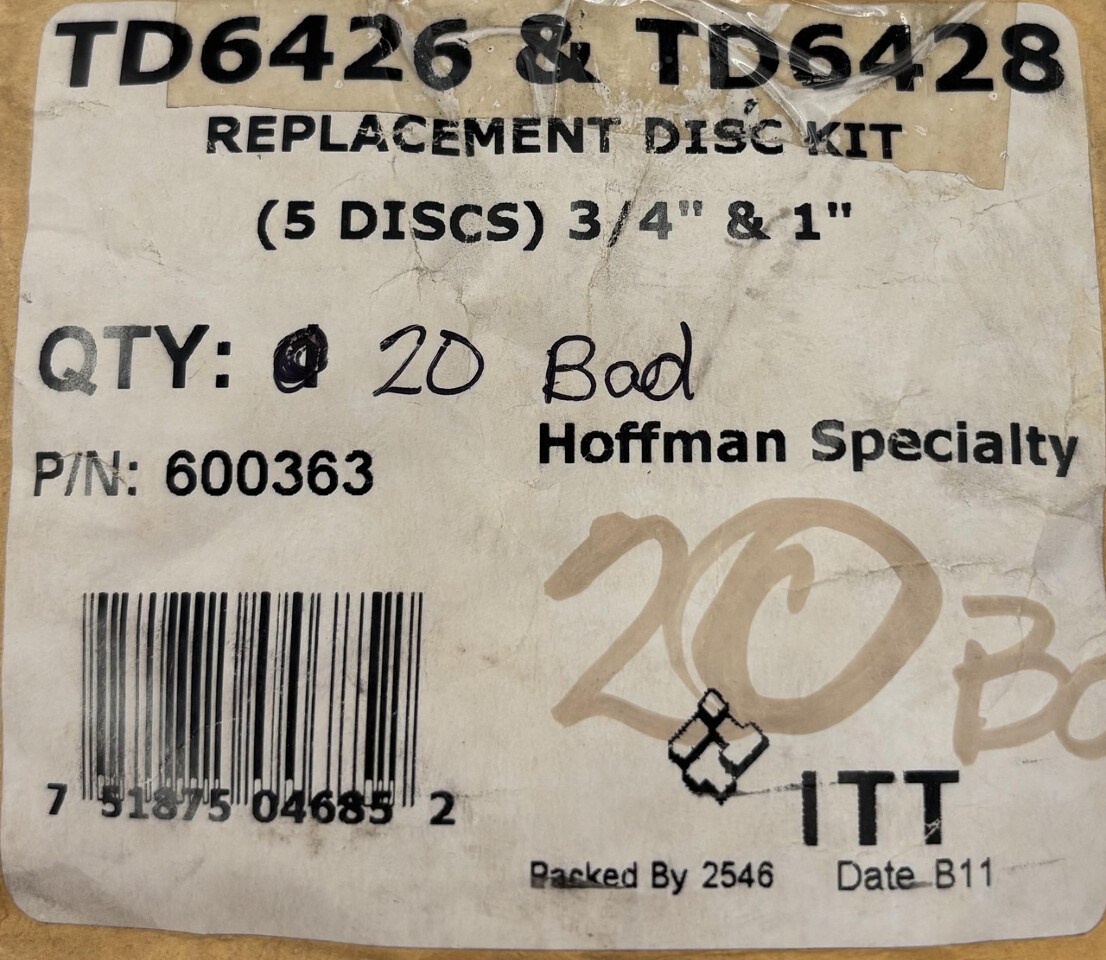 TD6426 & TD6428
REPLACEMENT DISC KIT
(5 DISCS) 3/4" & 1"
QTY: 20 Bad
Hoffman Specialty
P/N: 600363
20
7 51875 04685 2
ITT
Packed By 2546 Date B11